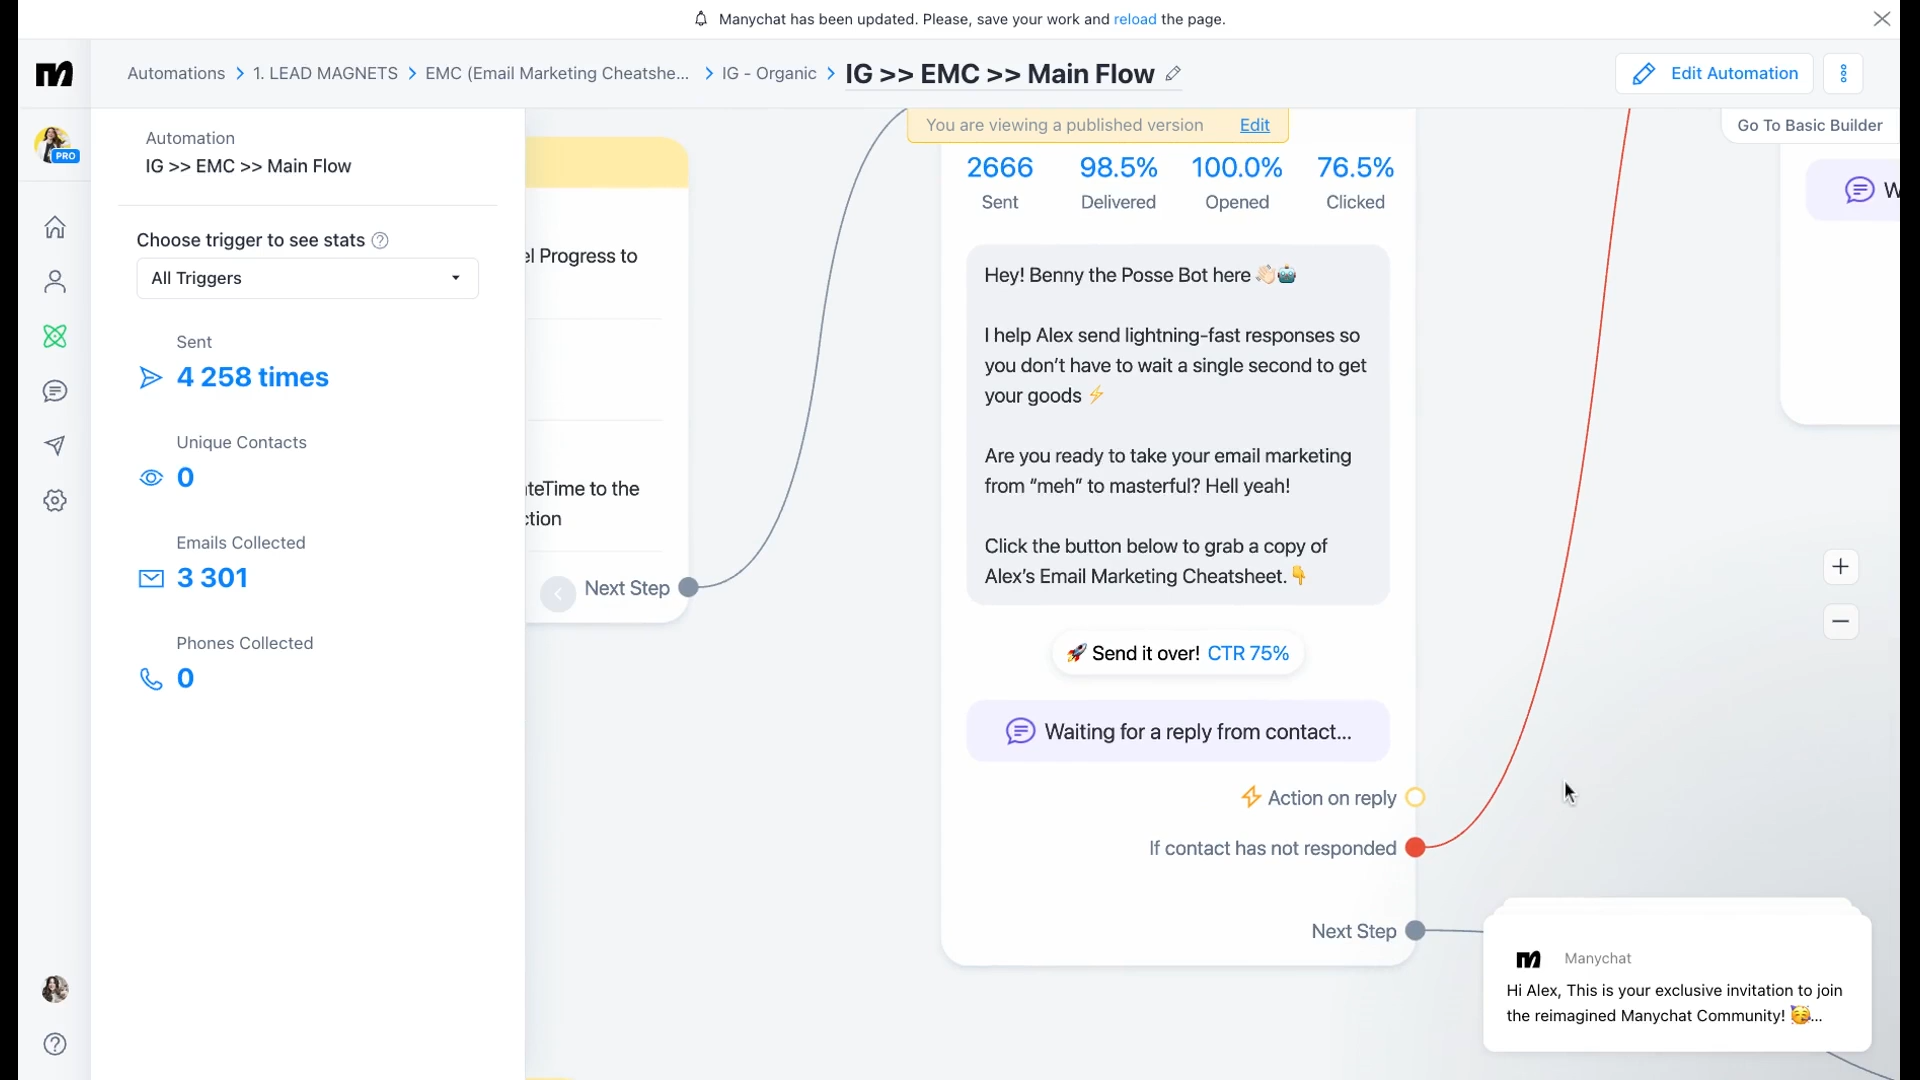 Manychat has been updated. Please, save your work and reload the page.
Automations > 1. LEAD MAGNETS > EMC (Email Marketing Cheatshe... > IG - Organic > IG >> EMC >> Main Flow
Edit Automation
PRO
Automation
IG >> EMC >> Main Flow
Choose trigger to see stats
All Triggers
Sent
4 258 times
Unique Contacts
0
Emails Collected
3 301
Phones Collected
0
el Progress to
teTime to the
ction
Next Step
You are viewing a published version Edit
Go To Basic Builder
2666 98.5% 100.0% 76.5%
Sent Delivered Opened Clicked
Hey! Benny the Posse Bot here 👋🏻🤖
I help Alex send lightning-fast responses so
you don't have to wait a single second to get
your goods ⚡
Are you ready to take your email marketing
from “meh” to masterful? Hell yeah!
Click the button below to grab a copy of
Alex's Email Marketing Cheatsheet.👇
🚀 Send it over! CTR 75%
Waiting for a reply from contact...
Action on reply
If contact has not responded
Next Step
W
Manychat
Hi Alex, This is your exclusive invitation to join
the reimagined Manychat Community! 🥳...